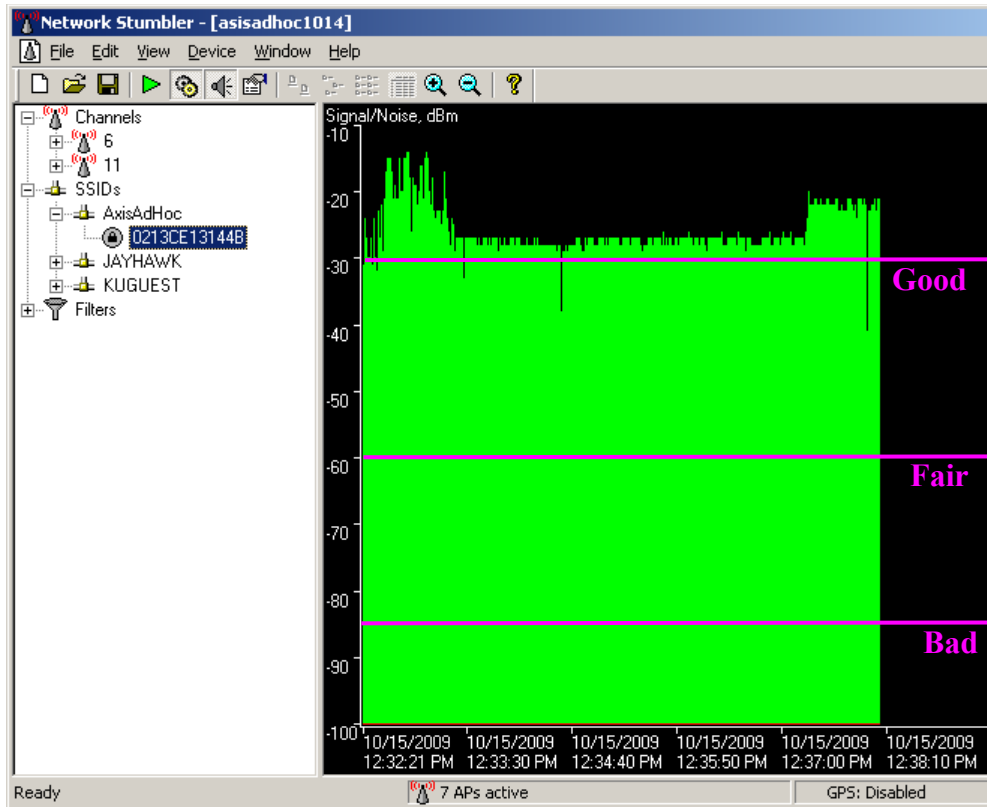 Network Stumbler - [asisadhoc1014]
File Edit View Device Window Help
Channels
6
11
SSIDs
AxisAdHoc
0213CE13144B
JAYHAWK
KUGUEST
Filters
Signal/Noise, dBm
-10
-20
-30
Good
-40
-50
-60
Fair
-70
-80
Bad
-90
-100
10/15/2009 10/15/2009 10/15/2009 10/15/2009 10/15/2009 10/15/2009
12:32:21 PM 12:33:30 PM 12:34:40 PM 12:35:50 PM 12:37:00 PM 12:38:10 PM
Ready 7 APs active GPS: Disabled